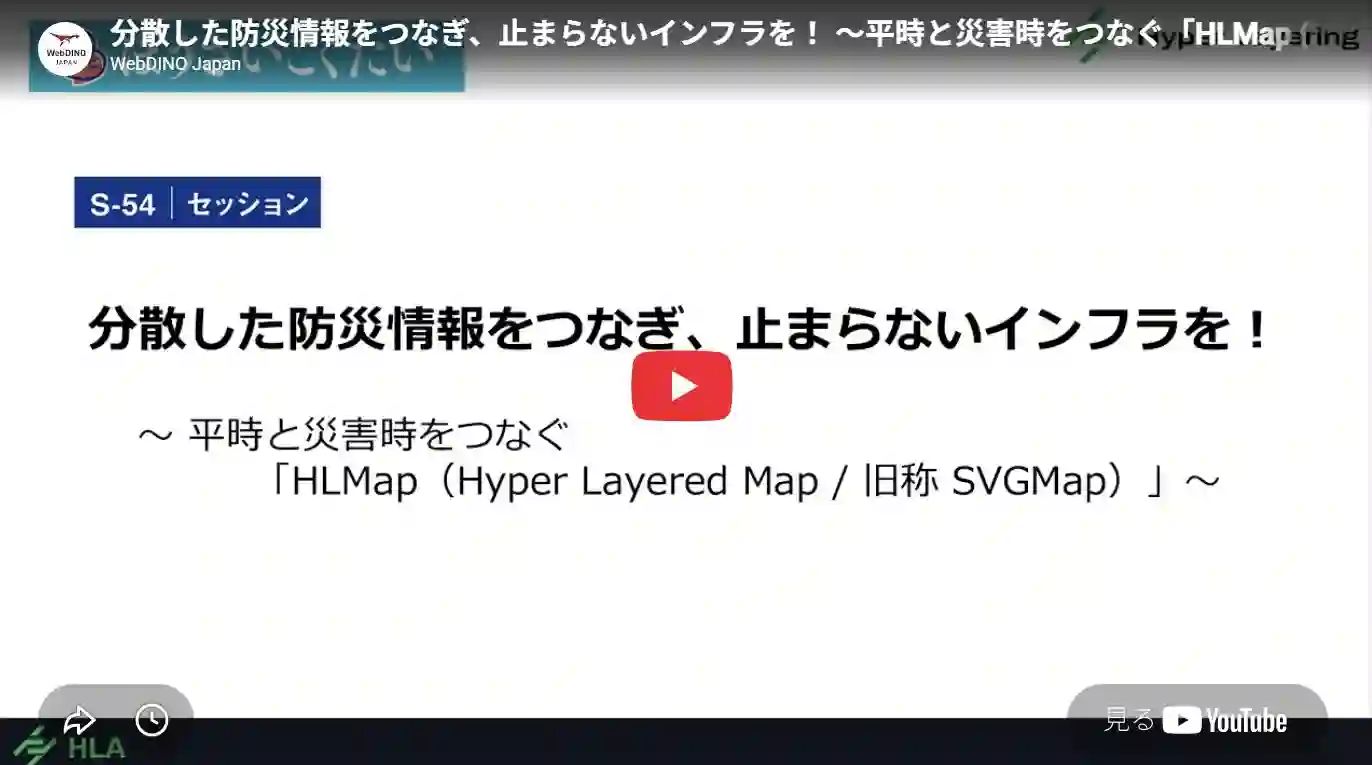 分散した防災情報をつなぎ、止まらないインフラを！ ～平時と災害時をつなぐ「HLMap（
WebDINO
JAPAN
WebDINO Japan
S-54 セッション
分散した防災情報をつなぎ、止まらないインフラを！
～ 平時と災害時をつなぐ
「HLMap（Hyper Layered Map / 旧称 SVGMap）」～
見る YouTube
HLA